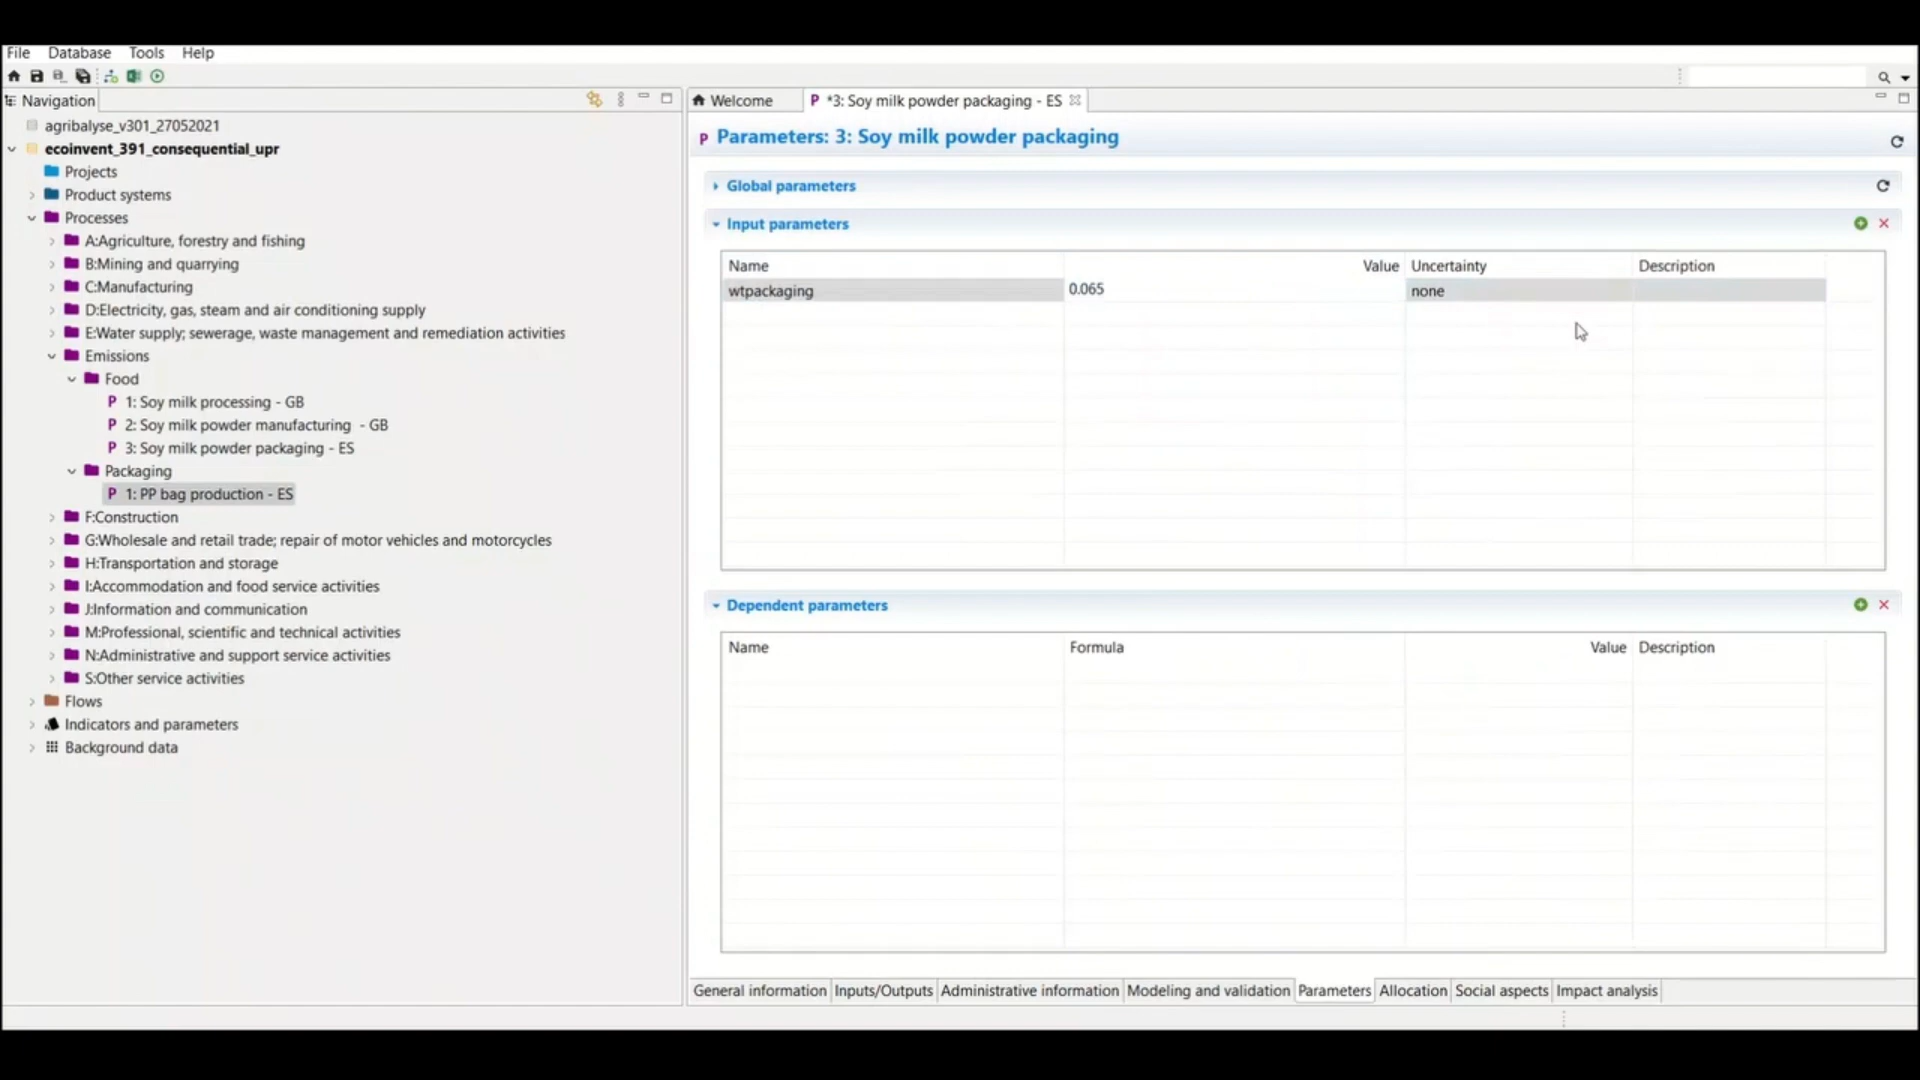 File Database Tools Help
Navigation
agribalyse_v301_27052021
ecoinvent_391_consequential_upr
Projects
Product systems
Processes
A:Agriculture, forestry and fishing
B:Mining and quarrying
C:Manufacturing
D:Electricity, gas, steam and air conditioning supply
E:Water supply; sewerage, waste management and remediation activities
Emissions
Food
P 1: Soy milk processing - GB
P 2: Soy milk powder manufacturing - GB
P 3: Soy milk powder packaging - ES
Packaging
P 1: PP bag production - ES
F:Construction
G:Wholesale and retail trade; repair of motor vehicles and motorcycles
H:Transportation and storage
I:Accommodation and food service activities
J:Information and communication
M:Professional, scientific and technical activities
N:Administrative and support service activities
S:Other service activities
Flows
Indicators and parameters
Background data
Welcome P *3: Soy milk powder packaging - ES
P Parameters: 3: Soy milk powder packaging
Global parameters
Input parameters
Name Value Uncertainty Description
wtpackaging 0.065 none
Dependent parameters
Name Formula Value Description
General information Inputs/Outputs Administrative information Modeling and validation Parameters Allocation Social aspects Impact analysis